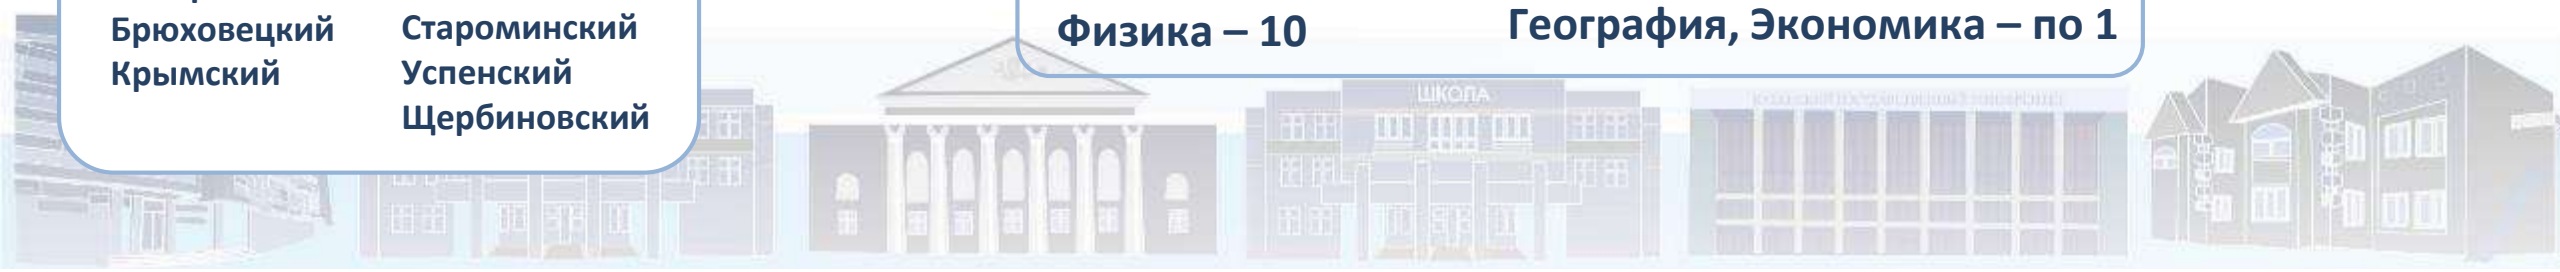 Брюховецкий
Крымский
Староминский
Успенский
Щербиновский
Физика – 10
География, Экономика – по 1
ШКОЛА